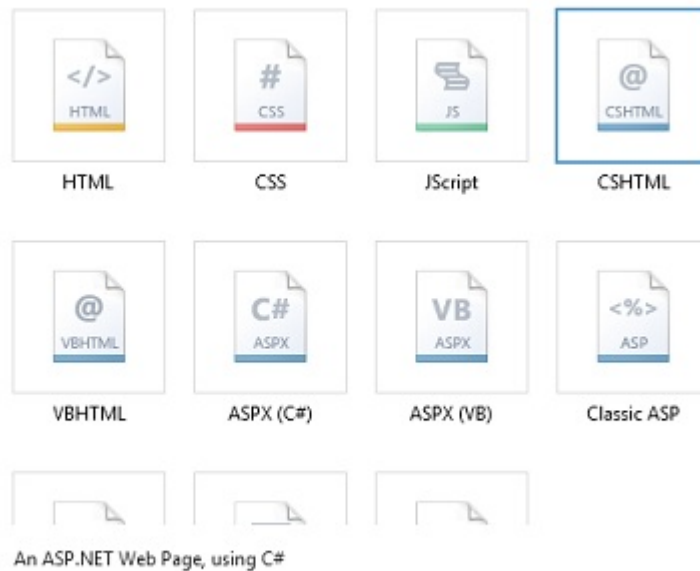 </> # @
HTML CSS JS CSHTML
HTML CSS JScript CSHTML
@ C# VB <%>
VBHTML ASPX ASPX ASP
VBHTML ASPX (C#) ASPX (VB) Classic ASP
An ASP.NET Web Page, using C#